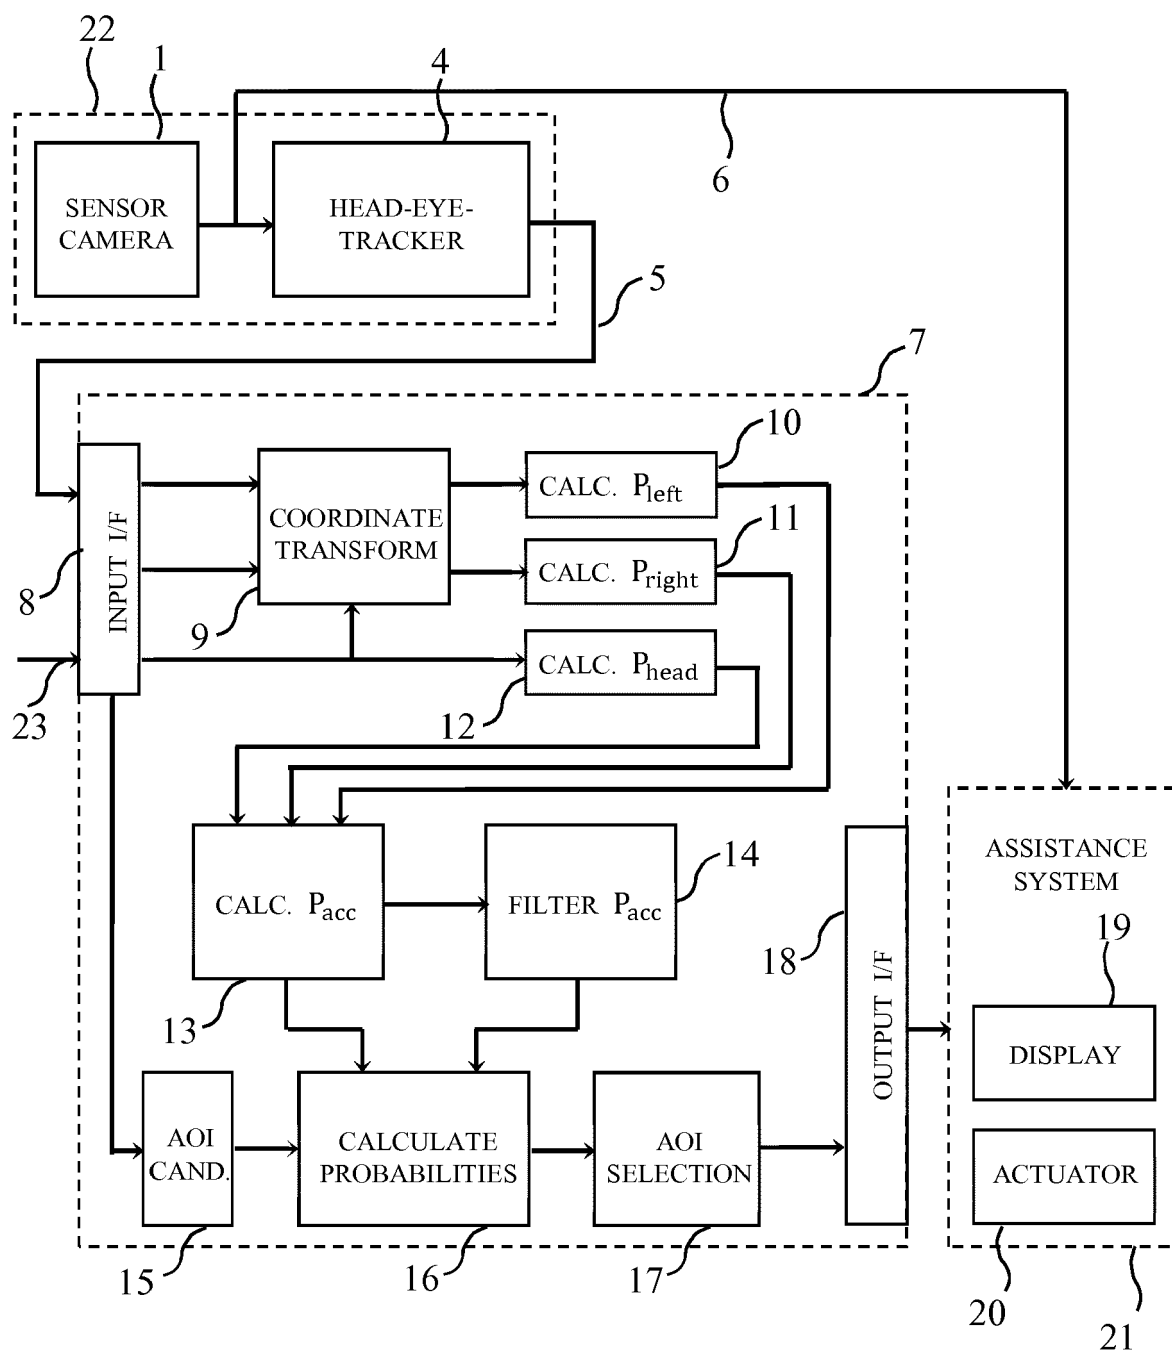 22
1
4
6
SENSOR
CAMERA
HEAD-EYE-
TRACKER
5
7
10
CALC. Pleft
11
COORDINATE
TRANSFORM
INPUT I/F
8
CALC. Pright
9
CALC. Phead
23
12
14
CALC. Pacc
FILTER Pacc
ASSISTANCE
SYSTEM
19
18
13
OUTPUT I/F
DISPLAY
AOI
CAND.
CALCULATE
PROBABILITIES
AOI
SELECTION
ACTUATOR
15
16
17
20
21